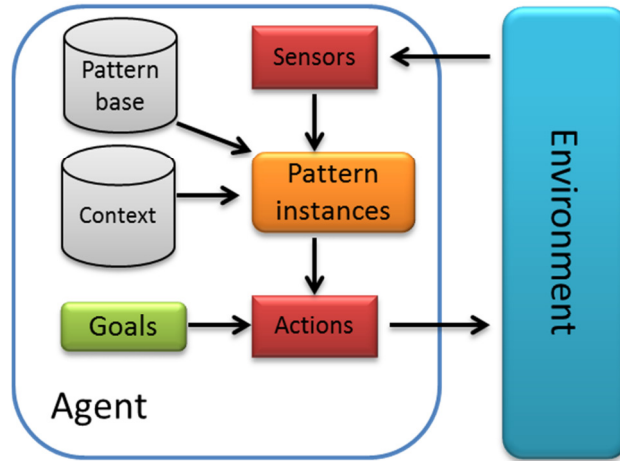 Pattern
base
Sensors
Context
Pattern
instances
Goals
Actions
Agent
Environment